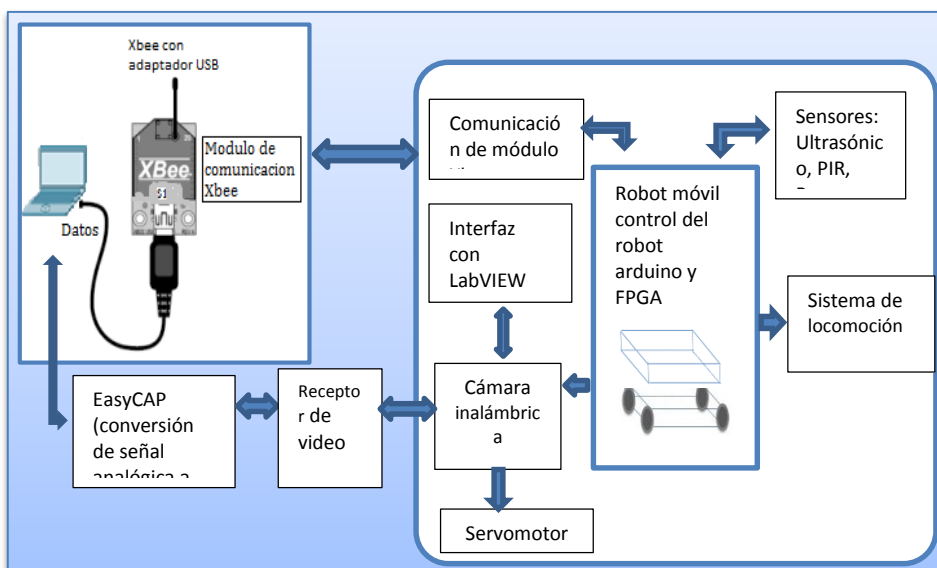 Xbee con
adaptador USB
XBee
S1
Modulo de
comunicacion
Xbee
Datos
Comunicació
n de módulo
Sensores:
Ultrasónic
o, PIR,
Robot móvil
control del
robot
arduino y
FPGA
Interfaz
con
LabVIEW
Sistema de
locomoción
EasyCAP
(conversión
de señal
analógica a
Recepto
r de
video
Cámara
inalámbric
a
Servomotor